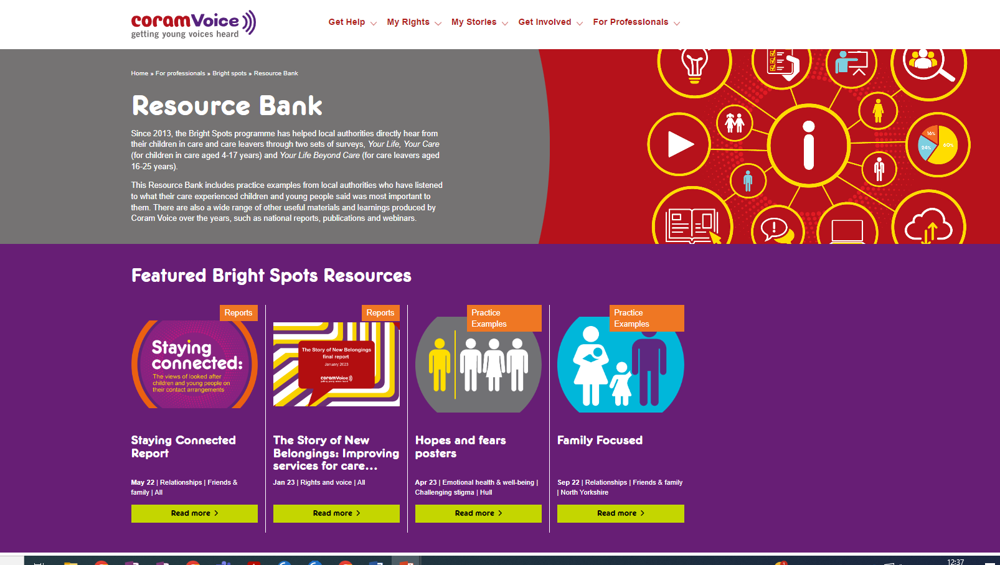 coramVoice
getting young voices heard
Get Help
My Rights
My Stories
Get Involved
For Professionals
Home » For professionals » Bright spots » Resource Bank
Resource Bank
Since 2013, the Bright Spots programme has helped local authorities directly hear from
their children in care and care leavers through two sets of surveys, Your Life, Your Care
(for children in care aged 4-17 years) and Your Life Beyond Care (for care leavers aged
16-25 years).
This Resource Bank includes practice examples from local authorities who have listened
to what their care experienced children and young people said was most important to
them. There are also a wide range of other useful materials and learnings produced by
Coram Voice over the years, such as national reports, publications and webinars.
16%
24%
60%
Featured Bright Spots Resources
Reports
Staying
connected:
The views of looked after
children and young people on
their contact arrangements
Staying Connected
Report
May 22 | Relationships | Friends &
family | All
Read more
Reports
The Story of New Belongings
final report
January 2023
coramVoice
getting young voices heard
The Story of New
Belongings: Improving
services for care...
Jan 23 | Rights and voice | All
Read more
Practice
Examples
Hopes and fears
posters
Apr 23 | Emotional health & well-being |
Challenging stigma | Hull
Read more
Practice
Examples
Family Focused
Sep 22 | Relationships | Friends & family
| North Yorkshire
Read more
12:37